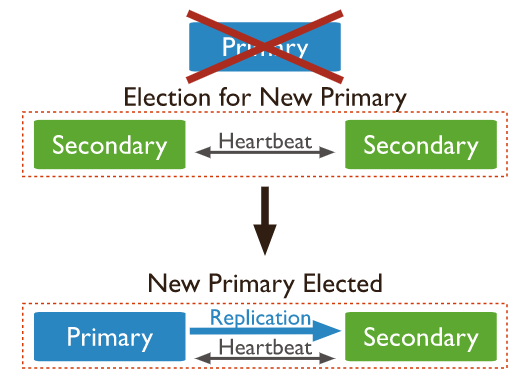 Primary
Election for New Primary
Secondary
Heartbeat
Secondary
New Primary Elected
Primary
Replication
Heartbeat
Secondary